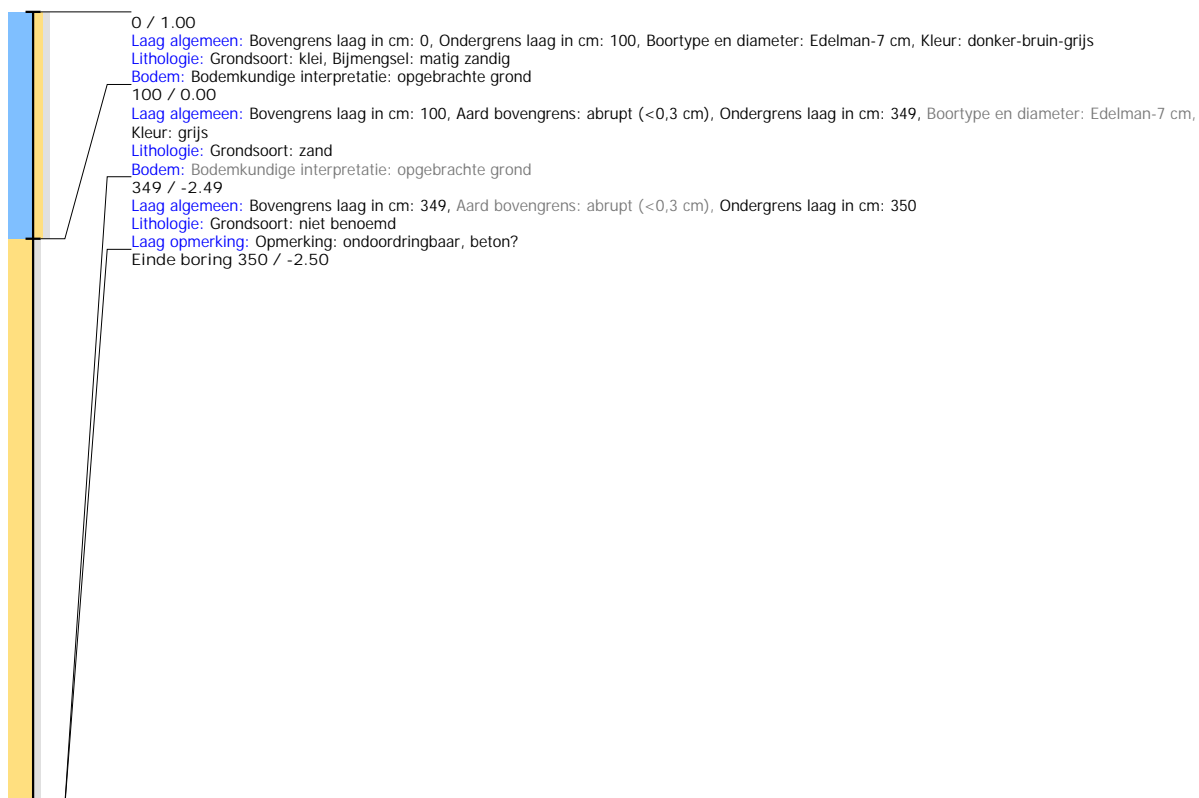 0 / 1.00
Laag algemeen: Bovengrens laag in cm: 0, Ondergrens laag in cm: 100, Boortype en diameter: Edelman-7 cm, Kleur: donker-bruin-grijs
Lithologie: Grondsoort: klei, Bijmengsel: matig zandig
Bodem: Bodemkundige interpretatie: opgebrachte grond
100 / 0.00
Laag algemeen: Bovengrens laag in cm: 100, Aard bovengrens: abrupt (<0,3 cm), Ondergrens laag in cm: 349, Boortype en diameter: Edelman-7 cm,
Kleur: grijs
Lithologie: Grondsoort: zand
Bodem: Bodemkundige interpretatie: opgebrachte grond
349 / -2.49
Laag algemeen: Bovengrens laag in cm: 349, Aard bovengrens: abrupt (<0,3 cm), Ondergrens laag in cm: 350
Lithologie: Grondsoort: niet benoemd
Laag opmerking: Opmerking: ondoordringbaar, beton?
Einde boring 350 / -2.50